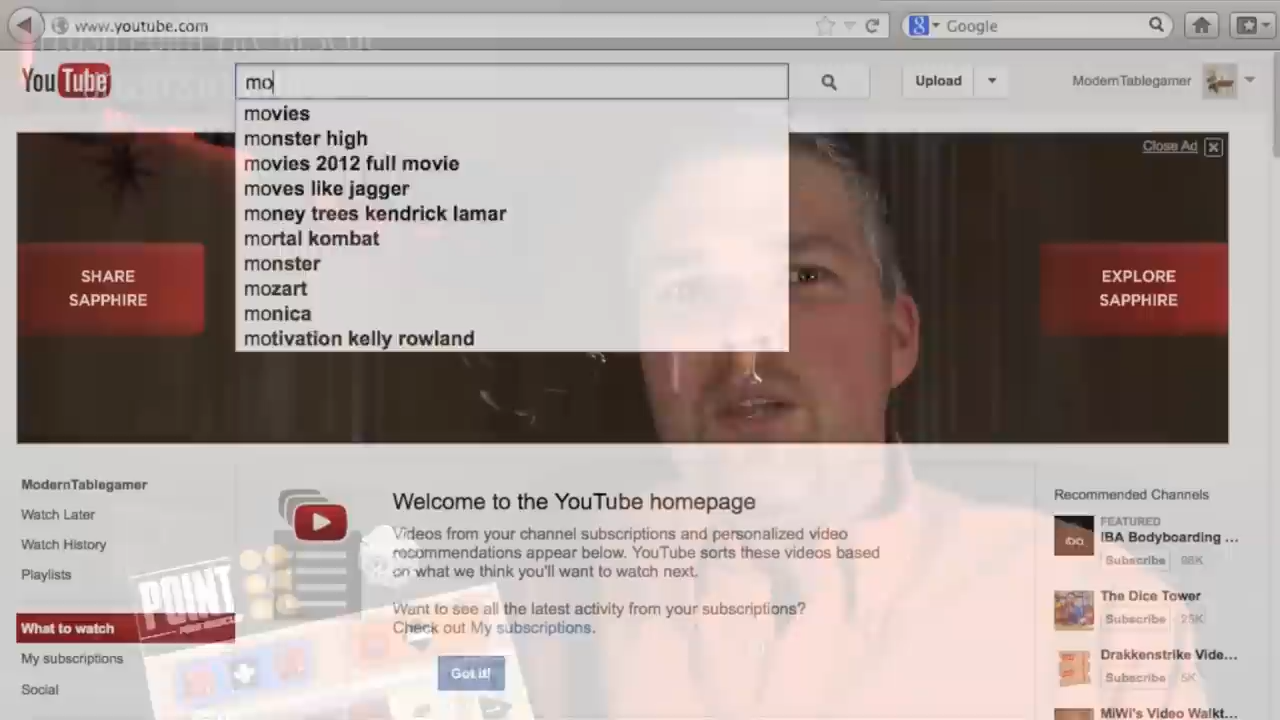 www.youtube.com
Google
YouTube
mo
Upload
ModernTablegamer
movies
monster high
movies 2012 full movie
moves like jagger
money trees kendrick lamar
mortal kombat
monster
mozart
monica
motivation kelly rowland
Close Ad
SHARE
SAPPHIRE
EXPLORE
SAPPHIRE
ModernTablegamer
Watch Later
Watch History
Playlists
What to watch
My subscriptions
Social
POINT
Welcome to the YouTube homepage
Videos from your channel subscriptions and personalized video
recommendations appear below. YouTube sorts these videos based
on what we think you'll want to watch next.
Want to see all the latest activity from your subscriptions?
Check out My subscriptions.
Got it!
Recommended Channels
FEATURED
IBA Bodyboarding ...
Subscribe 98K
The Dice Tower
Subscribe 25K
Drakkenstrike Vide...
Subscribe 5K
MiWi's Video Walkt...